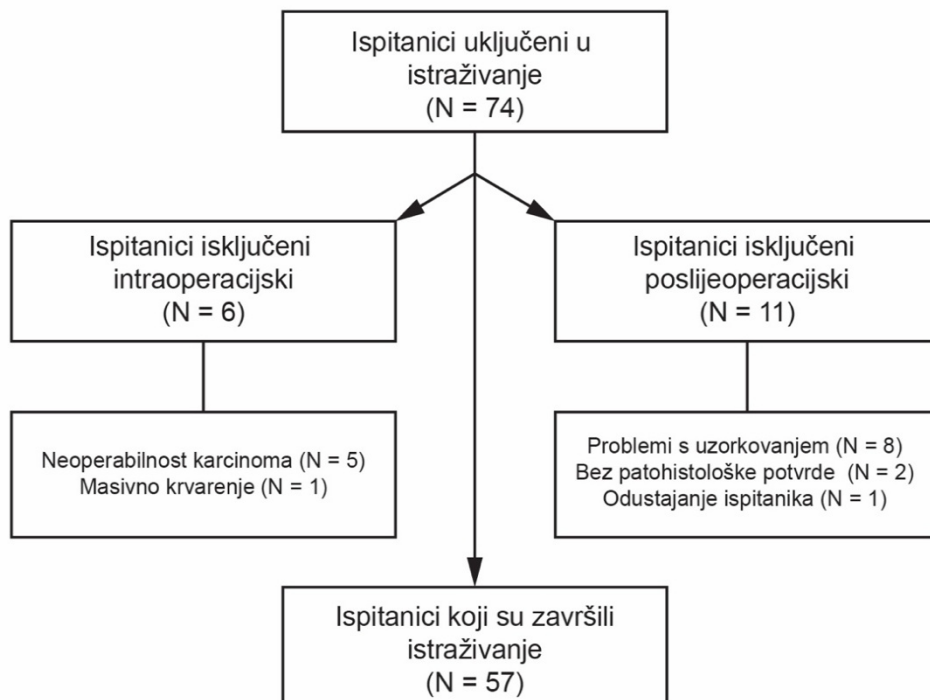 Ispitanici uključeni u
istraživanje
(N = 74)
Ispitanici isključeni
intraoperacijski
(N = 6)
Ispitanici isključeni
poslijeoperacijski
(N = 11)
Neoperabilnost karcinoma (N = 5)
Masivno krvarenje (N = 1)
Problemi s uzorkovanjem (N = 8)
Bez patohistološke potvrde (N = 2)
Odustajanje ispitanika (N = 1)
Ispitanici koji su završili
istraživanje
(N = 57)